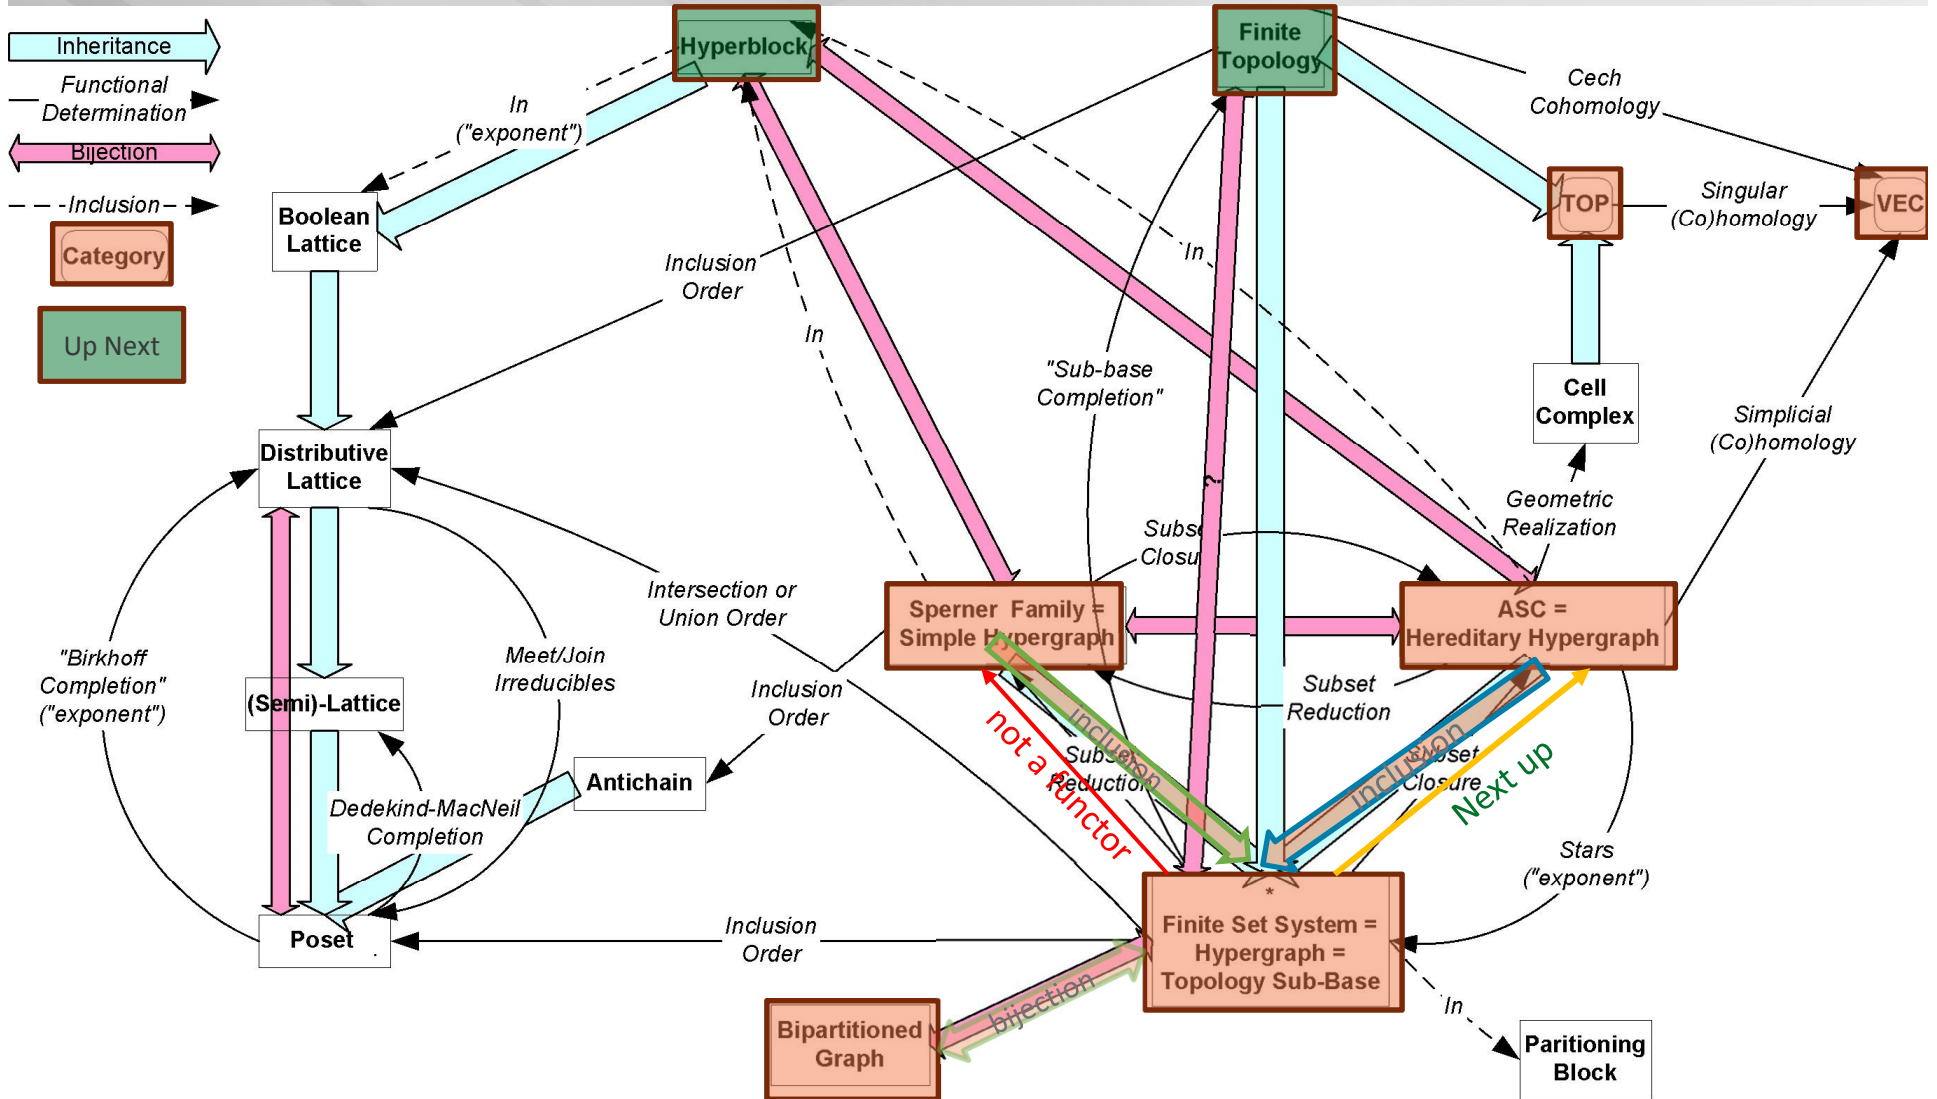 Inheritance
Functional
Determination
Bijection
Inclusion
Category
Up Next
Hyperblock
Finite
Topology
In
("exponent")
Cech
Cohomology
Boolean
Lattice
Inclusion
Order
In
TOP
Singular
(Co)homology
VEC
In
"Sub-base
Completion"
Cell
Complex
Simplicial
(Co)homology
Distributive
Lattice
?
Geometric
Realization
Intersection or
Union Order
Sperner Family =
Simple Hypergraph
ASC =
Hereditary Hypergraph
"Birkhoff
Completion"
("exponent")
Meet/Join
Irreducibles
(Semi)-Lattice
Inclusion
Order
Subset
Reduction
inclusion
not a functor
inclusion
Closure
Next up
Antichain
Dedekind-MacNeil
Completion
Stars
("exponent")
*
Finite Set System =
Hypergraph =
Topology Sub-Base
Poset
.
Inclusion
Order
bijection
Bipartitioned
Graph
In
Paritioning
Block